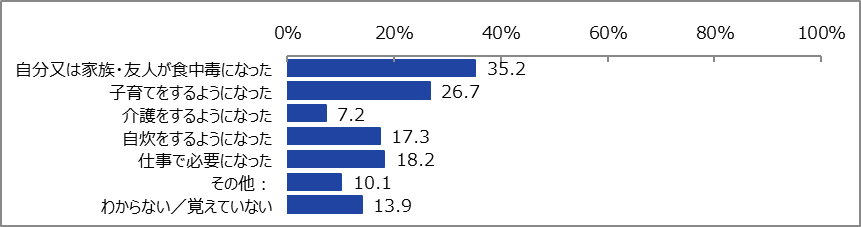 0% 20% 40% 60% 80% 100%
自分又は家族・友人が食中毒になった 35.2
子育てをするようになった 26.7
介護をするようになった 7.2
自炊をするようになった 17.3
仕事で必要になった 18.2
その他： 10.1
わからない／覚えていない 13.9